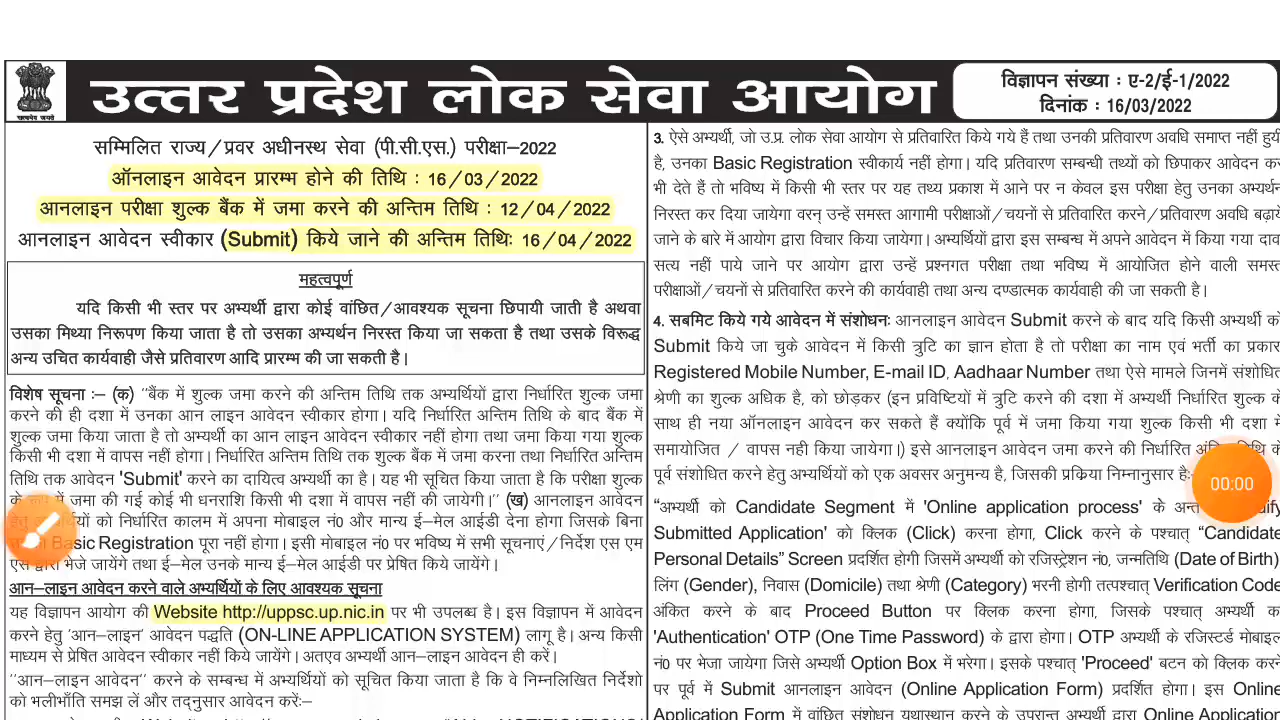 उत्तर प्रदेश लोक सेवा आयोग
विज्ञापन संख्या : ए-2/ई-1/2022
दिनांक : 16/03/2022
सत्यमेव जयते
सम्मिलित राज्य/प्रवर अधीनस्थ सेवा (पी.सी.एस.) परीक्षा–2022
ऑनलाइन आवेदन प्रारम्भ होने की तिथि : 16/03/2022
आनलाइन परीक्षा शुल्क बैंक में जमा करने की अन्तिम तिथि : 12/04/2022
आनलाइन आवेदन स्वीकार (Submit) किये जाने की अन्तिम तिथिः 16/04/2022
महत्वपूर्ण
यदि किसी भी स्तर पर अभ्यर्थी द्वारा कोई वांछित/आवश्यक सूचना छिपायी जाती है अथवा
उसका मिथ्या निरूपण किया जाता है तो उसका अभ्यर्थन निरस्त किया जा सकता है तथा उसके विरूद्ध
अन्य उचित कार्यवाही जैसे प्रतिवारण आदि प्रारम्भ की जा सकती है।
विशेष सूचना :– (क) ‘‘बैंक में शुल्क जमा करने की अन्तिम तिथि तक अभ्यर्थियों द्वारा निर्धारित शुल्क जमा
करने की ही दशा में उनका आन लाइन आवेदन स्वीकार होगा। यदि निर्धारित अन्तिम तिथि के बाद बैंक में
शुल्क जमा किया जाता है तो अभ्यर्थी का आन लाइन आवेदन स्वीकार नहीं होगा तथा जमा किया गया शुल्क
किसी भी दशा में वापस नहीं होगा। निर्धारित अन्तिम तिथि तक शुल्क बैंक में जमा करना तथा निर्धारित अन्तिम
तिथि तक आवेदन 'Submit' करने का दायित्व अभ्यर्थी का है। यह भी सूचित किया जाता है कि परीक्षा शुल्क
के रूप में जमा की गई कोई भी धनराशि किसी भी दशा में वापस नहीं की जायेगी।’’ (ख) आनलाइन आवेदन
को निर्धारित कालम में अपना मोबाइल नं0 और मान्य ई–मेल आईडी देना होगा जिसके बिना
Basic Registration पूरा नहीं होगा। इसी मोबाइल नं0 पर भविष्य में सभी सूचनाएं/निर्देश एस एम
एस द्वारा भेजे जायेंगे तथा ई–मेल उनके मान्य ई–मेल आईडी पर प्रेषित किये जायेंगे।
आन–लाइन आवेदन करने वाले अभ्यर्थियों के लिए आवश्यक सूचना
यह विज्ञापन आयोग की Website http://uppsc.up.nic.in पर भी उपलब्ध है। इस विज्ञापन में आवेदन
करने हेतु ‘आन–लाइन’ आवेदन पद्धति (ON-LINE APPLICATION SYSTEM) लागू है। अन्य किसी
माध्यम से प्रेषित आवेदन स्वीकार नहीं किये जायेंगे। अतएव अभ्यर्थी आन–लाइन आवेदन ही करें।
‘‘आन–लाइन आवेदन’’ करने के सम्बन्ध में अभ्यर्थियों को सूचित किया जाता है कि वे निम्नलिखित निर्देशो
को भलीभाँति समझ लें और तद्नुसार आवेदन करें:–
3. ऐसे अभ्यर्थी, जो उ.प्र. लोक सेवा आयोग से प्रतिवारित किये गये हैं तथा उनकी प्रतिवारण अवधि समाप्त नहीं हुयी
है, उनका Basic Registration स्वीकार्य नहीं होगा। यदि प्रतिवारण सम्बन्धी तथ्यों को छिपाकर आवेदन कर
भी देते हैं तो भविष्य में किसी भी स्तर पर यह तथ्य प्रकाश में आने पर न केवल इस परीक्षा हेतु उनका अभ्यर्थन
निरस्त कर दिया जायेगा वरन् उन्हें समस्त आगामी परीक्षाओं/चयनों से प्रतिवारित करने/प्रतिवारण अवधि बढ़ाये
जाने के बारे में आयोग द्वारा विचार किया जायेगा। अभ्यर्थियों द्वारा इस सम्बन्ध में अपने आवेदन में किया गया दाव
सत्य नहीं पाये जाने पर आयोग द्वारा उन्हें प्रश्नगत परीक्षा तथा भविष्य में आयोजित होने वाली समस्त
परीक्षाओं/चयनों से प्रतिवारित करने की कार्यवाही तथा अन्य दण्डात्मक कार्यवाही की जा सकती है।
4. सबमिट किये गये आवेदन में संशोधनः आनलाइन आवेदन Submit करने के बाद यदि किसी अभ्यर्थी को
Submit किये जा चुके आवेदन में किसी त्रुटि का ज्ञान होता है तो परीक्षा का नाम एवं भर्ती का प्रकार
Registered Mobile Number, E-mail ID, Aadhaar Number तथा ऐसे मामले जिनमें संशोधित
श्रेणी का शुल्क अधिक है, को छोड़कर (इन प्रविष्टियों में त्रुटि करने की दशा में अभ्यर्थी निर्धारित शुल्क के
साथ ही नया ऑनलाइन आवेदन कर सकते हैं क्योंकि पूर्व में जमा किया गया शुल्क किसी भी दशा में
समायोजित / वापस नही किया जायेगा।) इसे आनलाइन आवेदन जमा करने की निर्धारित अंतिम तिथि के
पूर्व संशोधित करने हेतु अभ्यर्थियों को एक अवसर अनुमन्य है, जिसकी प्रक्रिया निम्नानुसार है:
“अभ्यर्थी को Candidate Segment में 'Online application process' के
Submitted Application' को क्लिक (Click) करना होगा, Click करने के पश्चात् “Candidate
Personal Details” Screen प्रदर्शित होगी जिसमें अभ्यर्थी को रजिस्ट्रेशन नं0, जन्मतिथि (Date of Birth)
लिंग (Gender), निवास (Domicile) तथा श्रेणी (Category) भरनी होगी तत्पश्चात् Verification Code
अंकित करने के बाद Proceed Button पर क्लिक करना होगा, जिसके पश्चात् अभ्यर्थी का
'Authentication' OTP (One Time Password) के द्वारा होगा। OTP अभ्यर्थी के रजिस्टर्ड मोबाइल
नं0 पर भेजा जायेगा जिसे अभ्यर्थी Option Box में भरेगा। इसके पश्चात् 'Proceed' बटन को क्लिक करने
पर पूर्व में Submit आनलाइन आवेदन (Online Application Form) प्रदर्शित होगा। इस Online
Application Form में वांछित संशोधन यथास्थान करने के उपरान्त अभ्यर्थी द्वारा Online Application
00:00